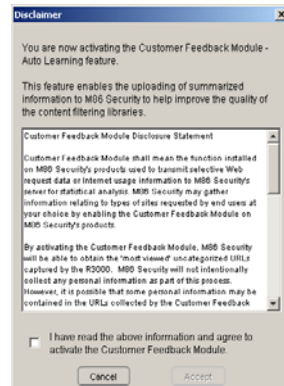 Disclaimer
You are now activating the Customer Feedback Module -
Auto Learning feature.
This feature enables the uploading of summarized
information to M86 Security to help improve the quality of
the content filtering libraries.
Customer Feedback Module Disclosure Statement
Customer Feedback Module shall mean the function installed
on M86 Security's products used to transmit selective Web
request data or Internet usage information to M86 Security's
server for statistical analysis. M86 Security may gather
information relating to types of sites requested by end users at
your choice by enabling the Customer Feedback Module on
M86 Security's products.
By activating the Customer Feedback Module, M86 Security
will be able to obtain the 'most viewed' uncategorized URLs
captured by the R3000. M86 Security will not intentionally
collect any personal information as part of this process.
However, it is possible that some personal information may be
contained in the URLs collected by the Customer Feedback
I have read the above information and agree to
activate the Customer Feedback Module.
Cancel
Accept